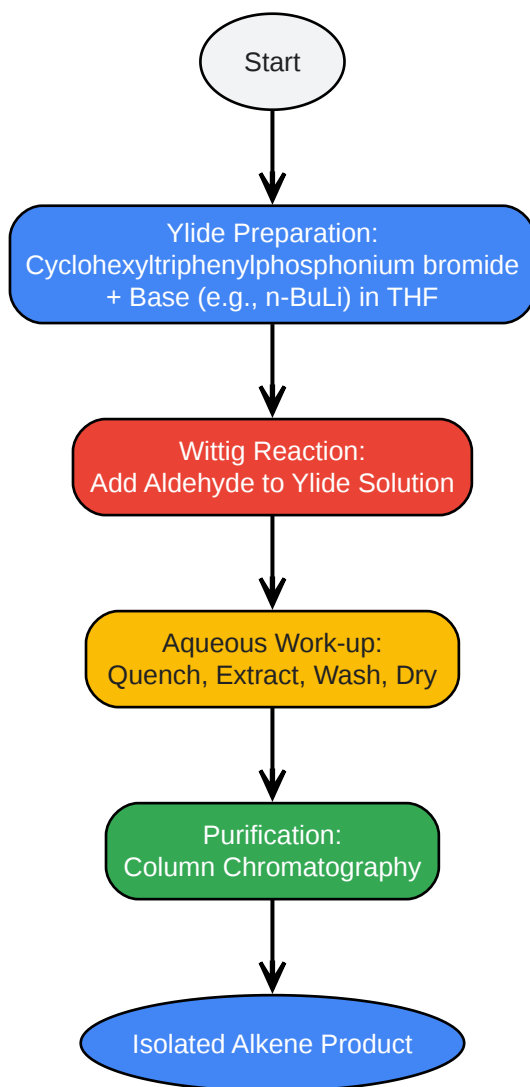 Start
Ylide Preparation:
Cyclohexyltriphenylphosphonium bromide
+ Base (e.g., n-BuLi) in THF
Wittig Reaction:
Add Aldehyde to Ylide Solution
Aqueous Work-up:
Quench, Extract, Wash, Dry
Purification:
Column Chromatography
Isolated Alkene Product